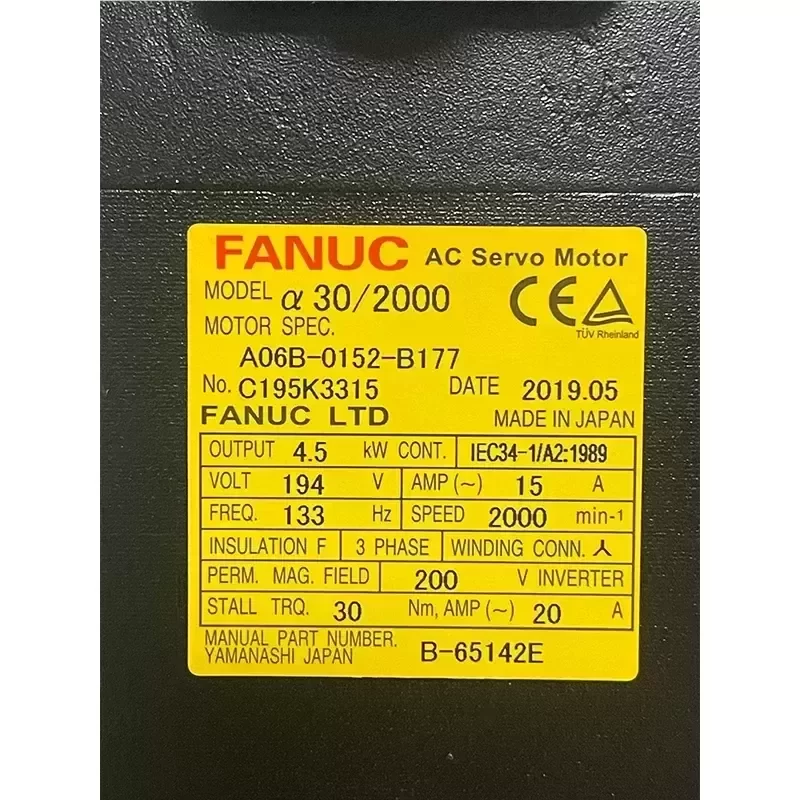 FANUC AC Servo Motor
MODEL α 30/2000
CE
TÜV Rheinland
MOTOR SPEC.
A06B-0152-B177
No. C195K3315 DATE 2019.05
FANUC LTD MADE IN JAPAN
OUTPUT 4.5 kW CONT. IEC34-1/A2:1989
VOLT 194 V AMP (~) 15 A
FREQ. 133 Hz SPEED 2000 min-1
INSULATION F 3 PHASE WINDING CONN. ⅄
PERM. MAG. FIELD 200 V INVERTER
STALL TRQ. 30 Nm, AMP (~) 20 A
MANUAL PART NUMBER. B-65142E
YAMANASHI JAPAN